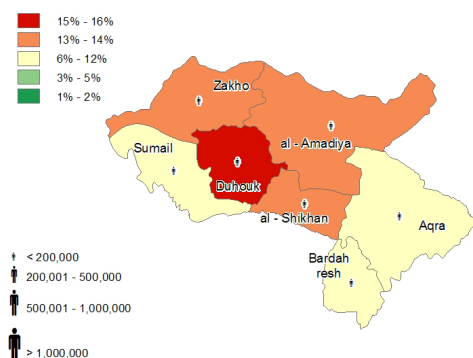 15% - 16%
13% - 14%
6% - 12%
3% - 5%
1% - 2%
Zakho
Sumail
al - Amadiya
Duhouk
al - Shikhan
Aqra
Bardah
resh
< 200,000
200,001 - 500,000
500,001 - 1,000,000
> 1,000,000